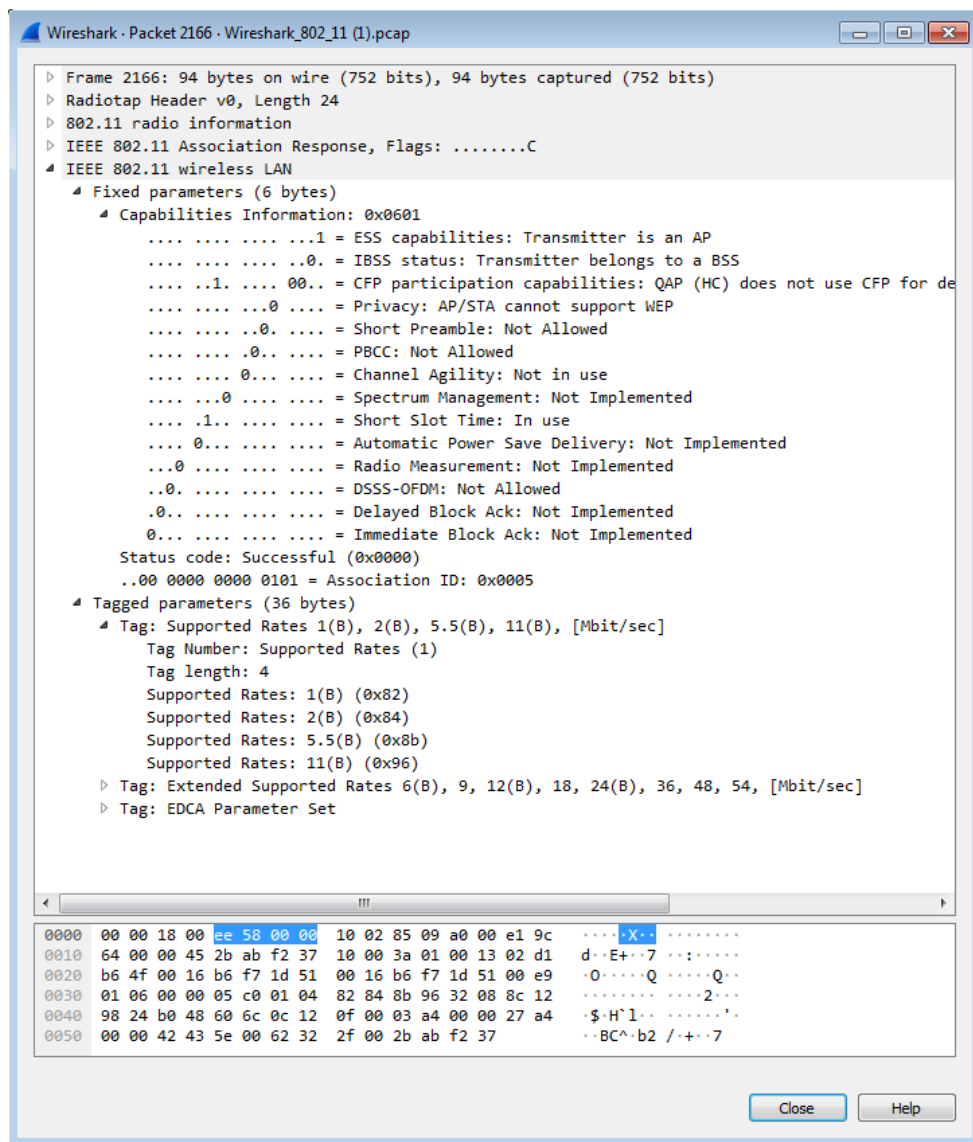 Wireshark · Packet 2166 · Wireshark_802_11 (1).pcap
Frame 2166: 94 bytes on wire (752 bits), 94 bytes captured (752 bits)
Radiotap Header v0, Length 24
802.11 radio information
IEEE 802.11 Association Response, Flags: ........C
IEEE 802.11 wireless LAN
Fixed parameters (6 bytes)
Capabilities Information: 0x0601
.... .... .... ...1 = ESS capabilities: Transmitter is an AP
.... .... .... ..0. = IBSS status: Transmitter belongs to a BSS
.... ..1. .... 00.. = CFP participation capabilities: QAP (HC) does not use CFP for de
.... .... ...0 .... = Privacy: AP/STA cannot support WEP
.... .... ..0. .... = Short Preamble: Not Allowed
.... .... .0.. .... = PBCC: Not Allowed
.... .... 0... .... = Channel Agility: Not in use
.... ...0 .... .... = Spectrum Management: Not Implemented
.... .1.. .... .... = Short Slot Time: In use
.... 0... .... .... = Automatic Power Save Delivery: Not Implemented
...0 .... .... .... = Radio Measurement: Not Implemented
..0. .... .... .... = DSSS-OFDM: Not Allowed
.0.. .... .... .... = Delayed Block Ack: Not Implemented
0... .... .... .... = Immediate Block Ack: Not Implemented
Status code: Successful (0x0000)
..00 0000 0000 0101 = Association ID: 0x0005
Tagged parameters (36 bytes)
Tag: Supported Rates 1(B), 2(B), 5.5(B), 11(B), [Mbit/sec]
Tag Number: Supported Rates (1)
Tag length: 4
Supported Rates: 1(B) (0x82)
Supported Rates: 2(B) (0x84)
Supported Rates: 5.5(B) (0x8b)
Supported Rates: 11(B) (0x96)
Tag: Extended Supported Rates 6(B), 9, 12(B), 18, 24(B), 36, 48, 54, [Mbit/sec]
Tag: EDCA Parameter Set
0000 00 00 18 00 ee 58 00 00 10 02 85 09 a0 00 e1 9c ·····X·· ········
0010 64 00 00 45 2b ab f2 37 10 00 3a 01 00 13 02 d1 d··E+··7 ··:·····
0020 b6 4f 00 16 b6 f7 1d 51 00 16 b6 f7 1d 51 00 e9 ·O·····Q ·····Q··
0030 01 06 00 00 05 c0 01 04 82 84 8b 96 32 08 8c 12 ········ ····2···
0040 98 24 b0 48 60 6c 0c 12 0f 00 03 a4 00 00 27 a4 ·$·H`l·· ······'·
0050 00 00 42 43 5e 00 62 32 2f 00 2b ab f2 37 ··BC^·b2 /·+··7
Close Help